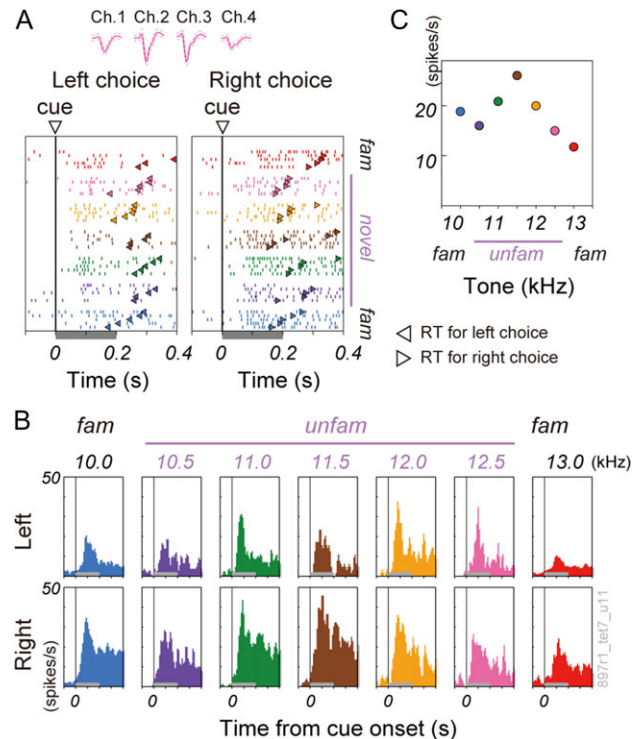 A
Ch.1 Ch.2 Ch.3 Ch.4
Left choice Right choice
cue cue
fam
novel
fam
0 0.2 0.4 0 0.2 0.4
Time (s) Time (s)
C
(spikes/s)
20
10
10 11 12 13
fam unfam fam
Tone (kHz)
RT for left choice
RT for right choice
B
fam unfam fam
10.0 10.5 11.0 11.5 12.0 12.5 13.0 (kHz)
50
Left
50
Right
(spikes/s)
0 0 0 0 0 0 0
Time from cue onset (s)
897r1_tet7_u11